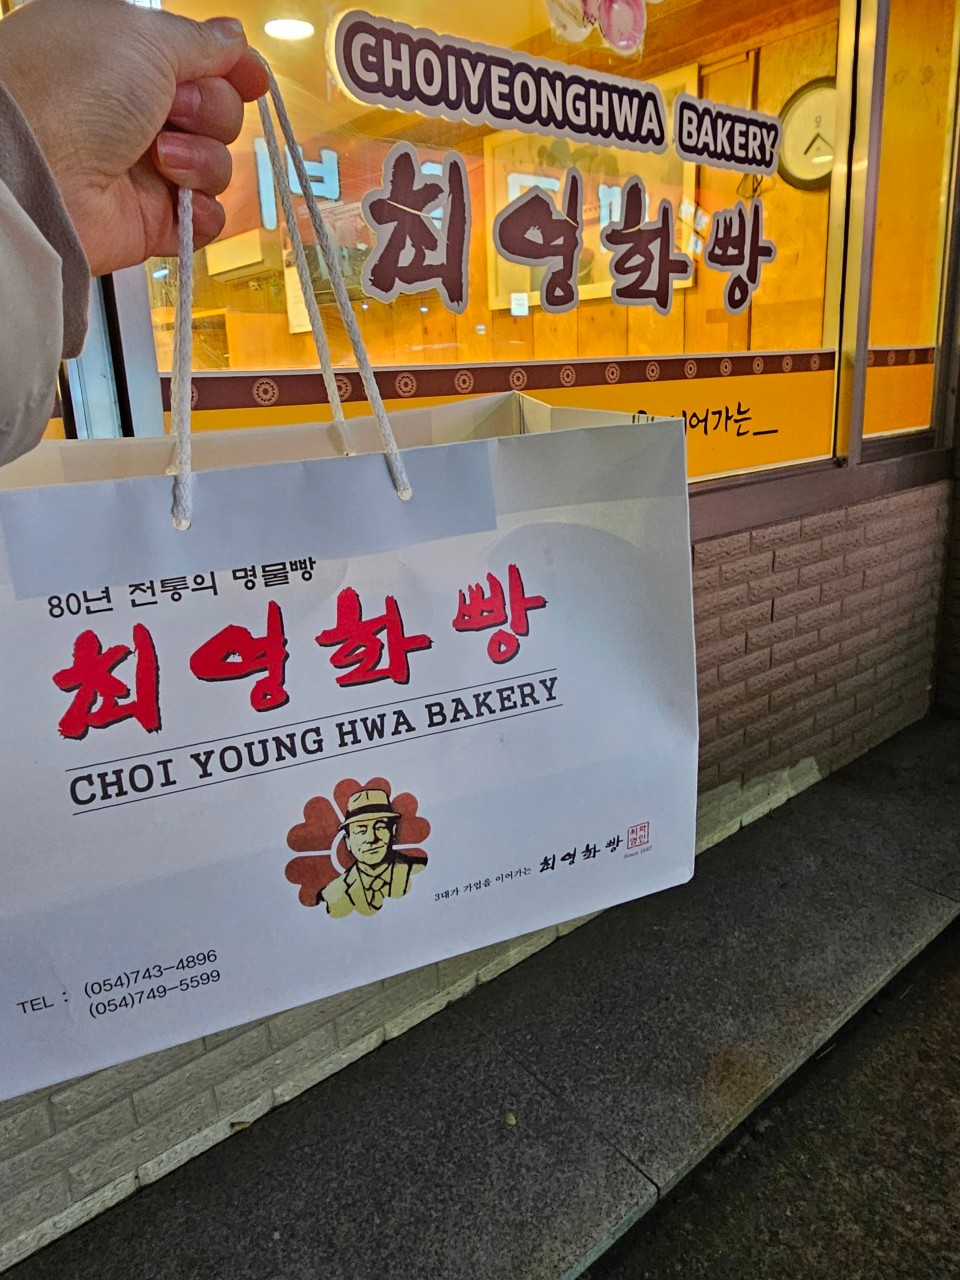 CHOIYEONGHWA BAKERY
최영화빵
이어가는
80년 전통의 명물빵
최영화빵
CHOI YOUNG HWA BAKERY
3대가 가업을 이어가는 최영화빵
Since 1937
TEL : (054)743-4896
(054)749-5599